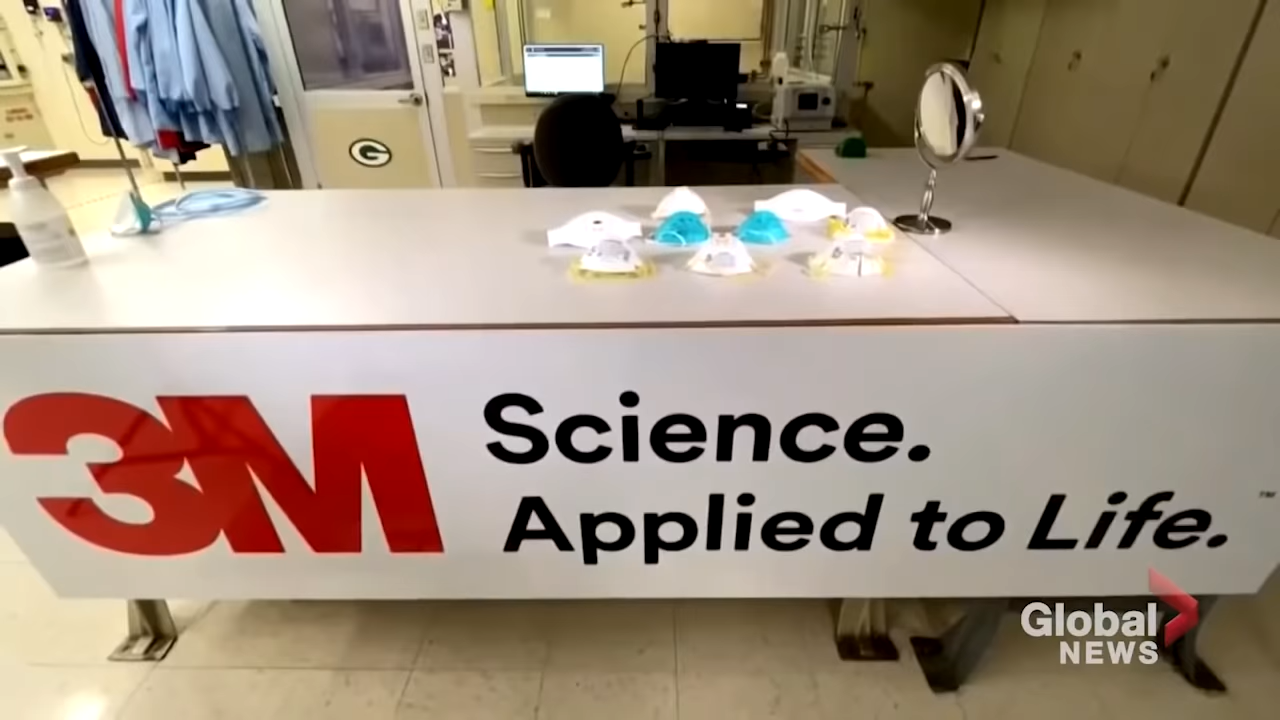 G
3M
Science.
Applied to Life.
™
Global
NEWS